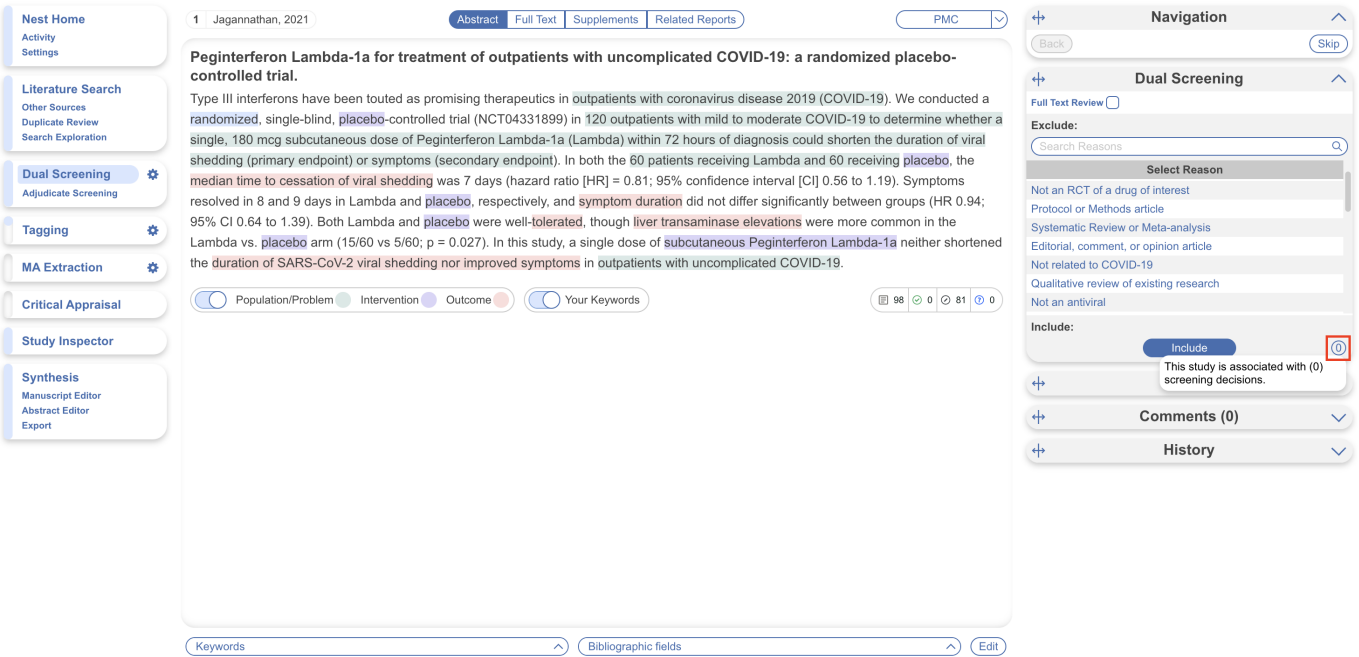 Nest Home
Activity
Settings
Literature Search
Other Sources
Duplicate Review
Search Exploration
Dual Screening
Adjudicate Screening
Tagging
MA Extraction
Critical Appraisal
Study Inspector
Synthesis
Manuscript Editor
Abstract Editor
Export
1 Jagannathan, 2021
Abstract Full Text Supplements Related Reports
PMC
Peginterferon Lambda-1a for treatment of outpatients with uncomplicated COVID-19: a randomized placebo-
controlled trial.
Type III interferons have been touted as promising therapeutics in outpatients with coronavirus disease 2019 (COVID-19). We conducted a
randomized, single-blind, placebo-controlled trial (NCT04331899) in 120 outpatients with mild to moderate COVID-19 to determine whether a
single, 180 mcg subcutaneous dose of Peginterferon Lambda-1a (Lambda) within 72 hours of diagnosis could shorten the duration of viral
shedding (primary endpoint) or symptoms (secondary endpoint). In both the 60 patients receiving Lambda and 60 receiving placebo, the
median time to cessation of viral shedding was 7 days (hazard ratio [HR] = 0.81; 95% confidence interval [CI] 0.56 to 1.19). Symptoms
resolved in 8 and 9 days in Lambda and placebo, respectively, and symptom duration did not differ significantly between groups (HR 0.94;
95% CI 0.64 to 1.39). Both Lambda and placebo were well-tolerated, though liver transaminase elevations were more common in the
Lambda vs. placebo arm (15/60 vs 5/60; p = 0.027). In this study, a single dose of subcutaneous Peginterferon Lambda-1a neither shortened
the duration of SARS-CoV-2 viral shedding nor improved symptoms in outpatients with uncomplicated COVID-19.
Population/Problem Intervention Outcome Your Keywords
98 0 81 0
Keywords
Bibliographic fields
Edit
Navigation
Back Skip
Dual Screening
Full Text Review
Exclude:
Search Reasons
Select Reason
Not an RCT of a drug of interest
Protocol or Methods article
Systematic Review or Meta-analysis
Editorial, comment, or opinion article
Not related to COVID-19
Qualitative review of existing research
Not an antiviral
Include:
Include
0
This study is associated with (0)
screening decisions.
Comments (0)
History